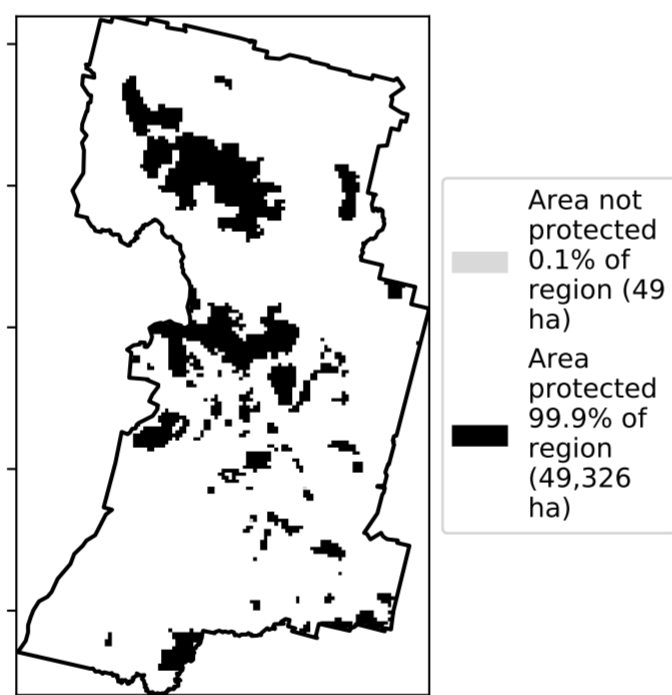 Area not
protected
0.1% of
region (49
ha)
Area
protected
99.9% of
region
(49,326
ha)